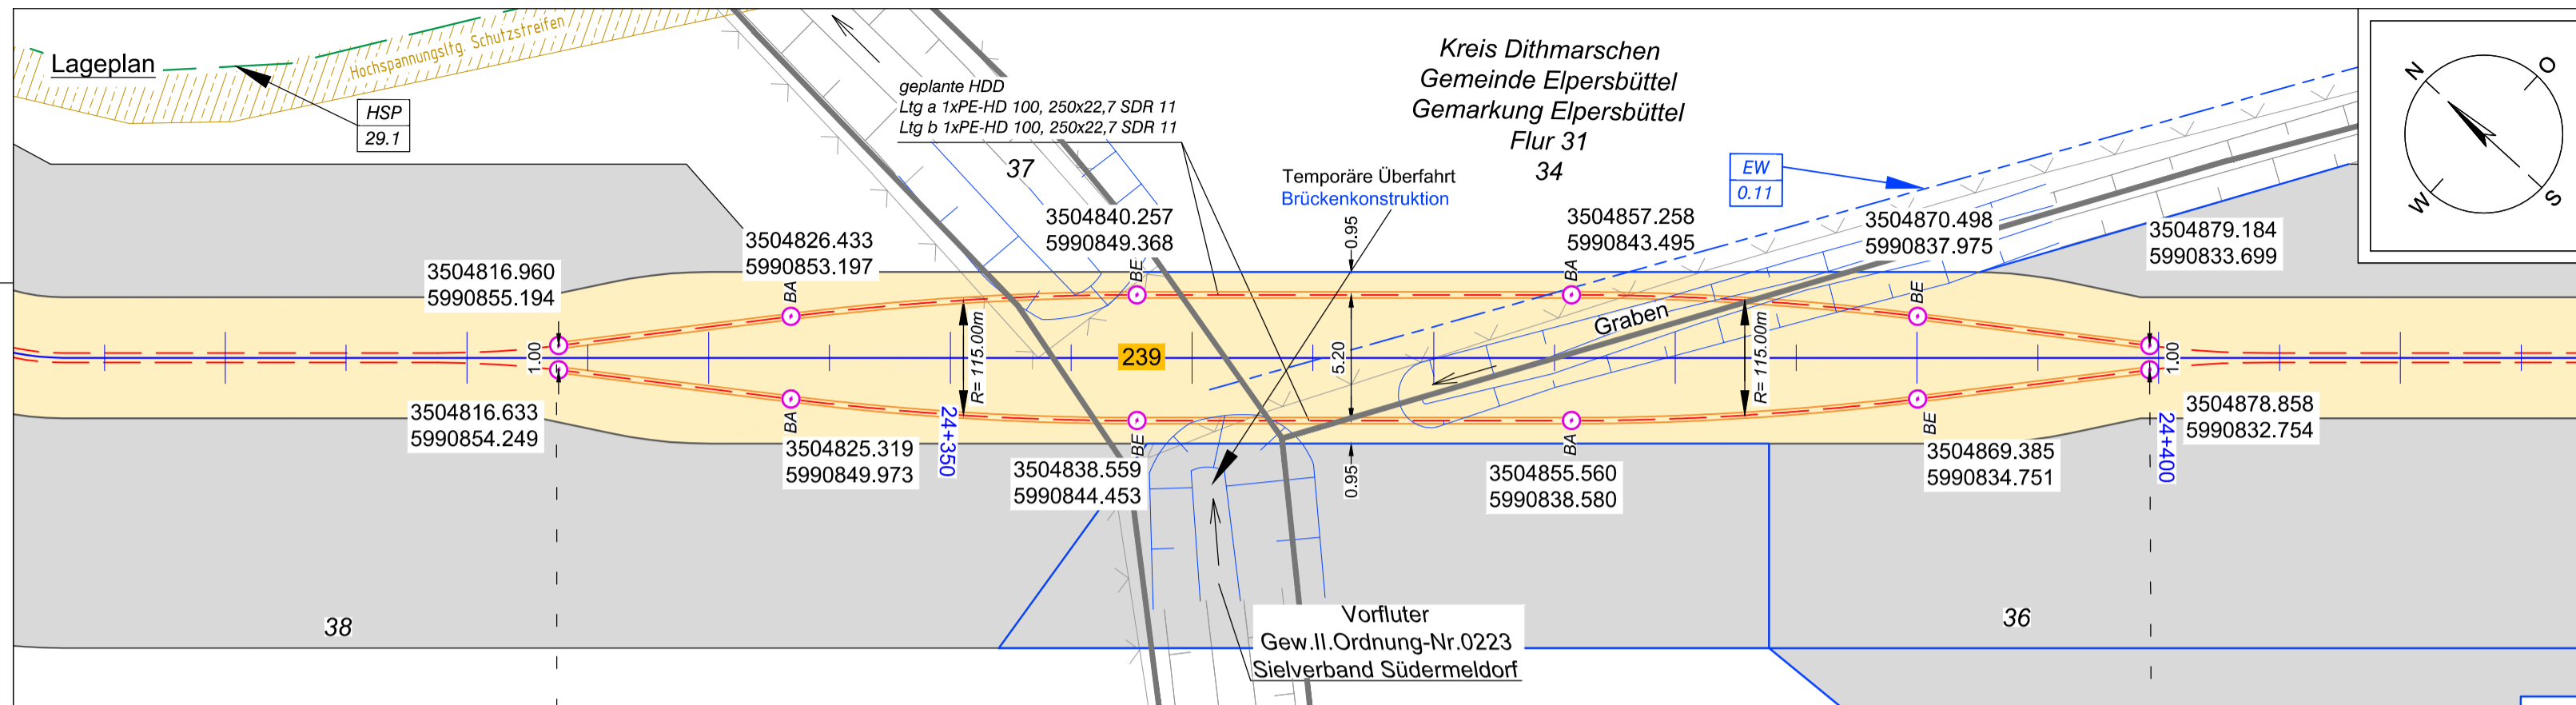 Lageplan
Hochspannungsltg. Schutzstreifen
HSP
29.1
geplante HDD
Ltg a 1xPE-HD 100, 250x22,7 SDR 11
Ltg b 1xPE-HD 100, 250x22,7 SDR 11
37
Kreis Dithmarschen
Gemeinde Elpersbüttel
Gemarkung Elpersbüttel
Flur 31
34
Temporäre Überfahrt
Brückenkonstruktion
EW
0.11
N
O
W
S
3504816.960
5990855.194
3504826.433
5990853.197
3504840.257
5990849.368
3504857.258
5990843.495
3504870.498
5990837.975
3504879.184
5990833.699
BA
BE
0.95
BA
BE
1.00
R= 115.00m
239
5.20
Graben
R= 115.00m
1.00
3504816.633
5990854.249
BA
3504825.319
5990849.973
24+350
BE
3504838.559
5990844.453
0.95
BA
3504855.560
5990838.580
BE
3504869.385
5990834.751
24+400
3504878.858
5990832.754
38
Vorfluter
Gew.II.Ordnung-Nr.0223
Sielverband Südermeldorf
36